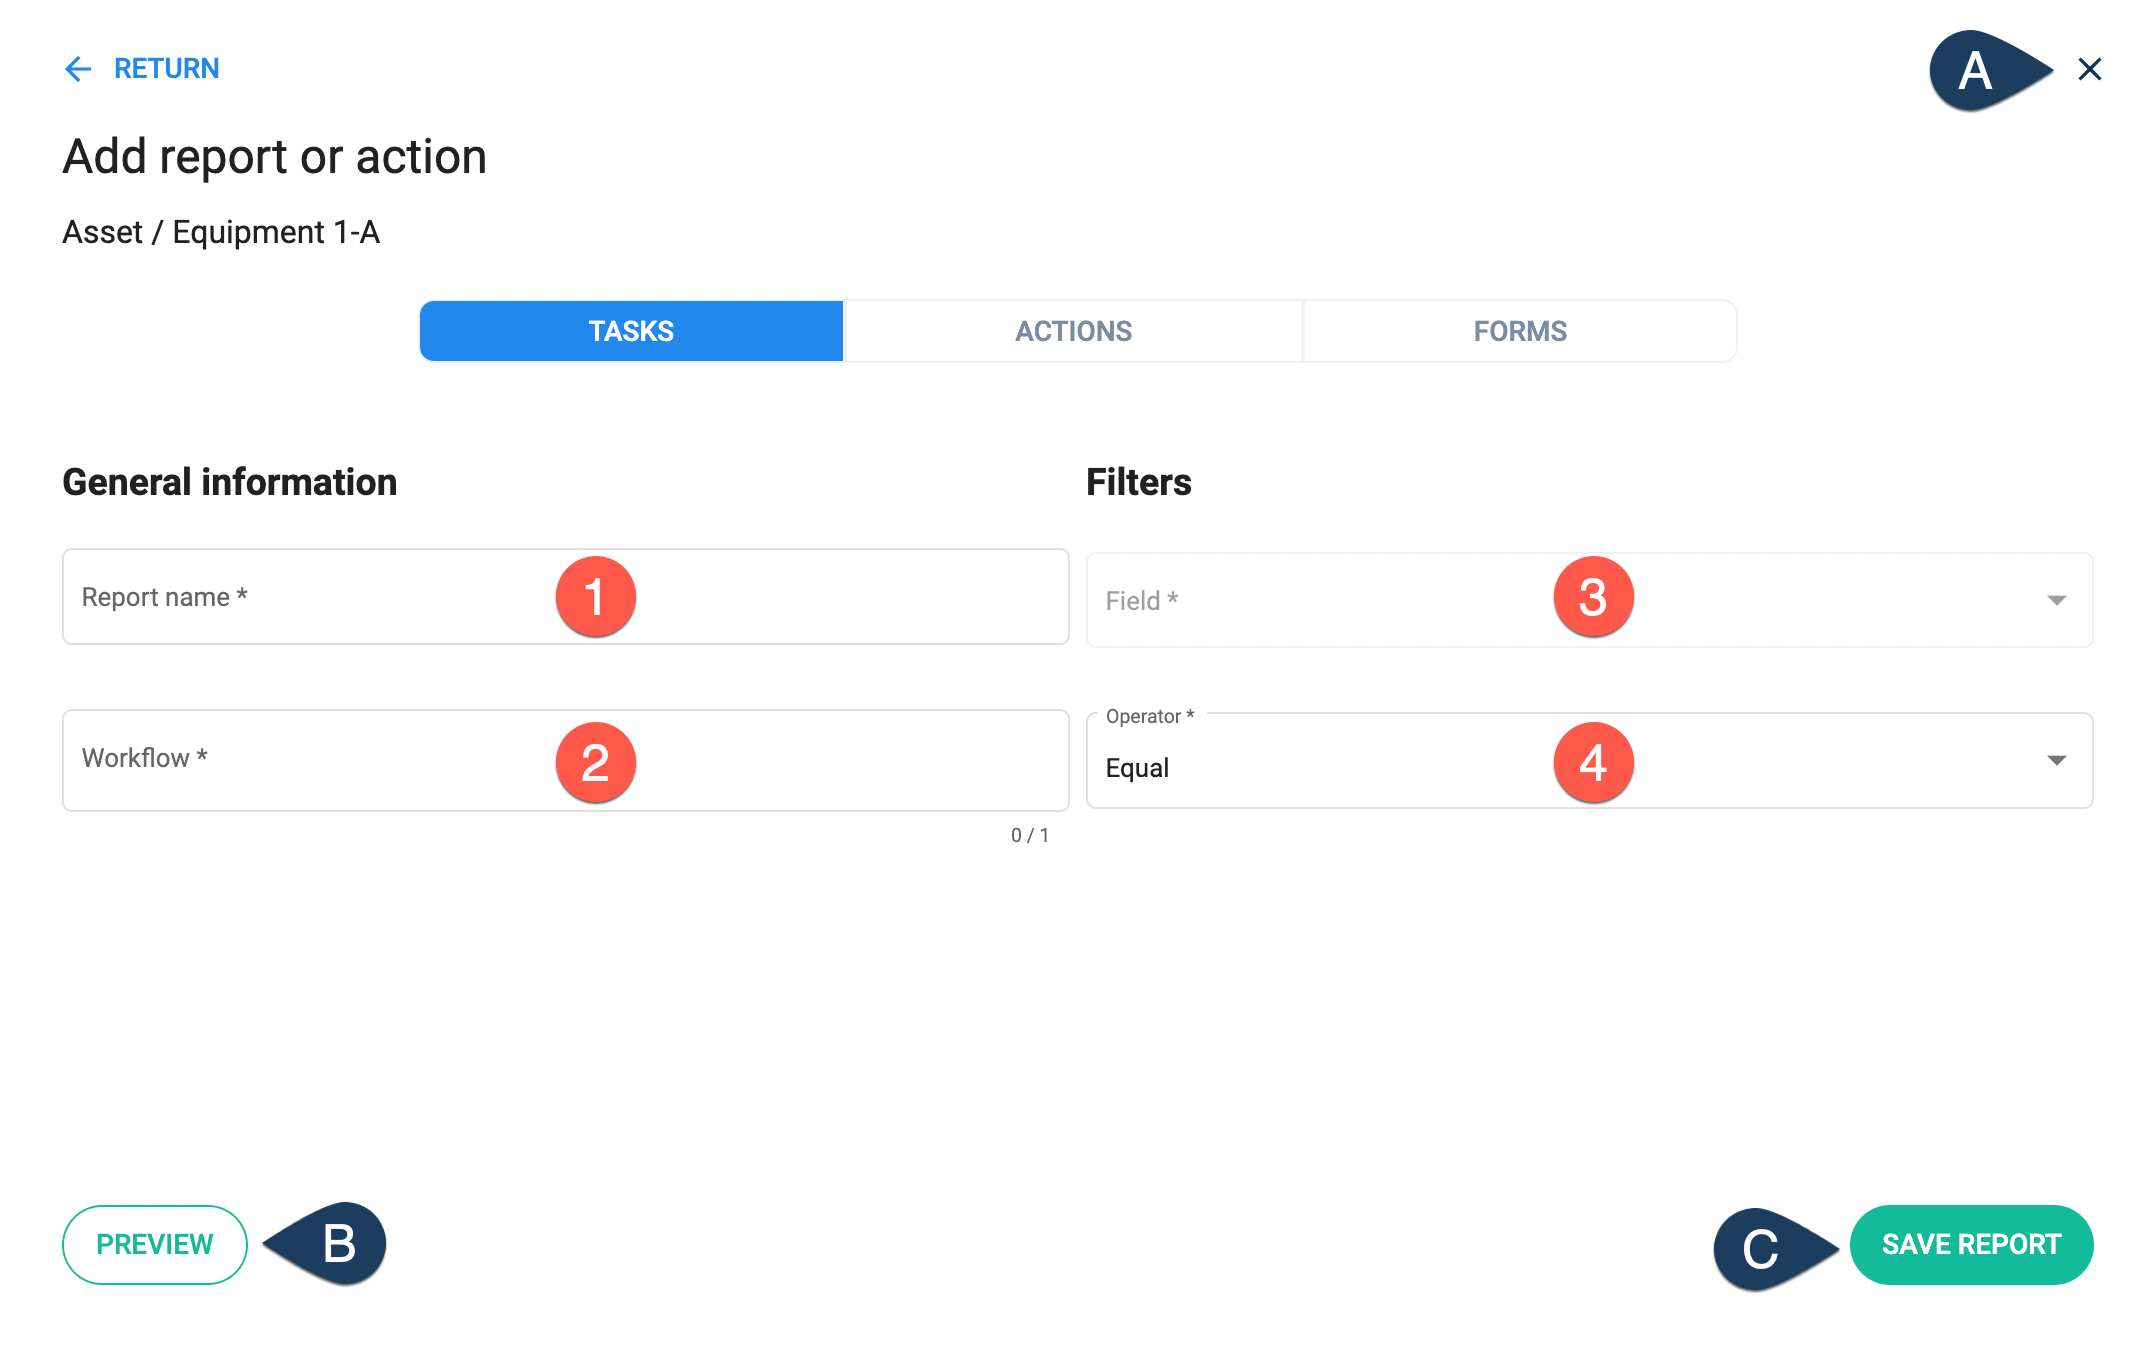 RETURN
A
Add report or action
Asset / Equipment 1-A
TASKS
ACTIONS
FORMS
General information
Filters
Report name *
1
Field *
3
Workflow *
2
Operator *
Equal
4
0 / 1
PREVIEW
B
C
SAVE REPORT